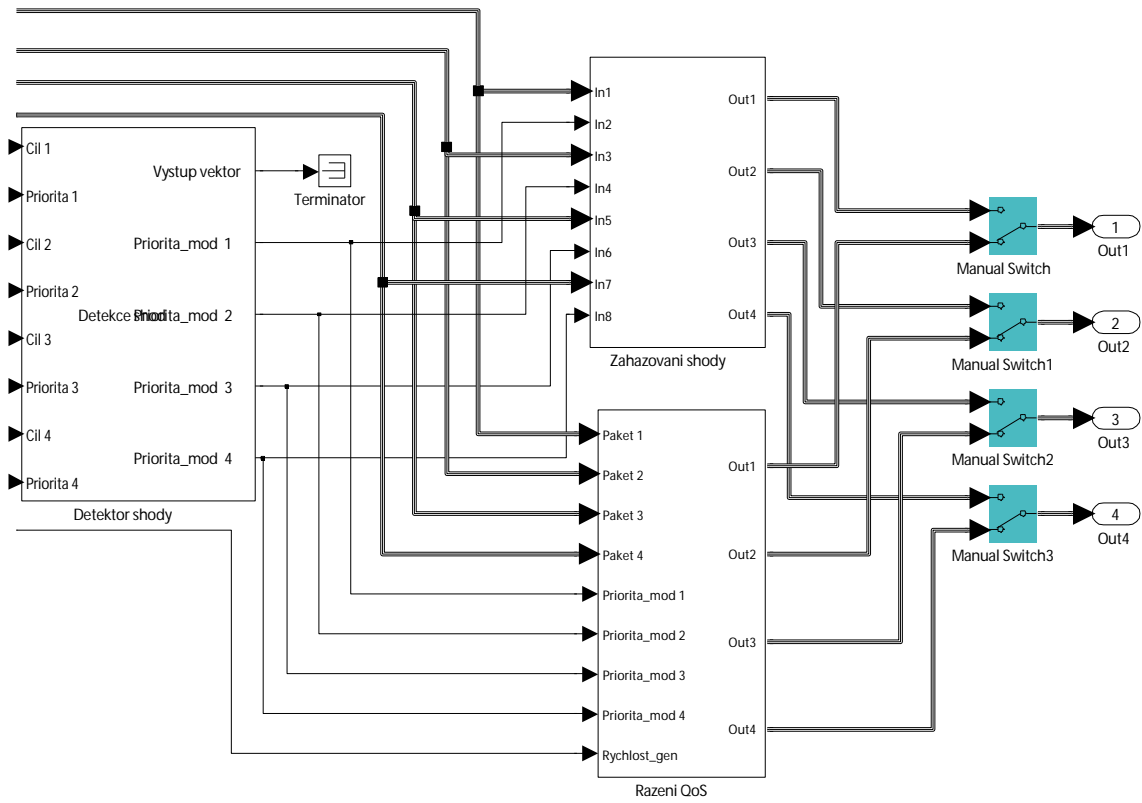 Cil 1
Priorita 1
Cil 2
Priorita 2
Cil 3
Priorita 3
Cil 4
Priorita 4
Vystup vektor
Priorita_mod 1
Detekce shod
Priorita_mod 2
Priorita_mod 3
Priorita_mod 4
Detektor shody
Terminator
In1
In2
In3
In4
In5
In6
In7
In8
Out1
Out2
Out3
Out4
Zahazovani shody
Paket 1
Paket 2
Paket 3
Paket 4
Priorita_mod 1
Priorita_mod 2
Priorita_mod 3
Priorita_mod 4
Rychlost_gen
Out1
Out2
Out3
Out4
Razeni QoS
Manual Switch
Manual Switch1
Manual Switch2
Manual Switch3
1
Out1
2
Out2
3
Out3
4
Out4